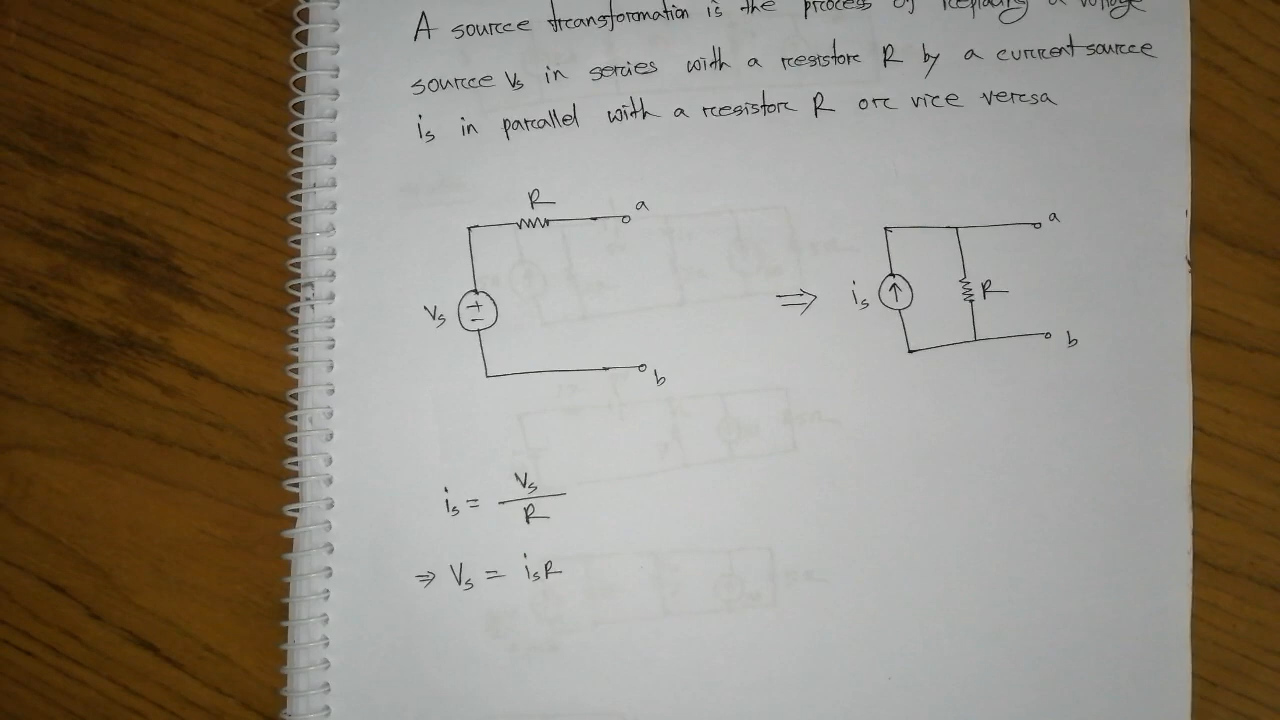 A source transformation is the process of replacing a voltage
source Vs in series with a resistor R by a current source
is in parallel with a resistor R or vice versa
R
a
Vs
+
−
b
⇒
is
↑
R
a
b
is = Vs / R
⇒ Vs = isR